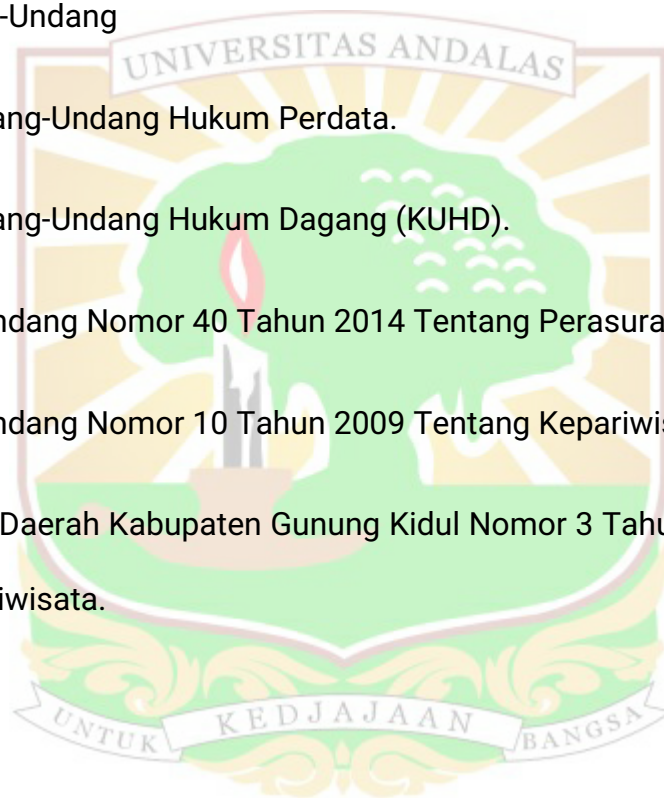 -Undang
UNIVERSITAS ANDALAS
ang-Undang Hukum Perdata.
ang-Undang Hukum Dagang (KUHD).
ndang Nomor 40 Tahun 2014 Tentang Perasura
ndang Nomor 10 Tahun 2009 Tentang Kepariwis
Daerah Kabupaten Gunung Kidul Nomor 3 Tahu
iwisata.
UNTUK KEDJAJAAN BANGSA